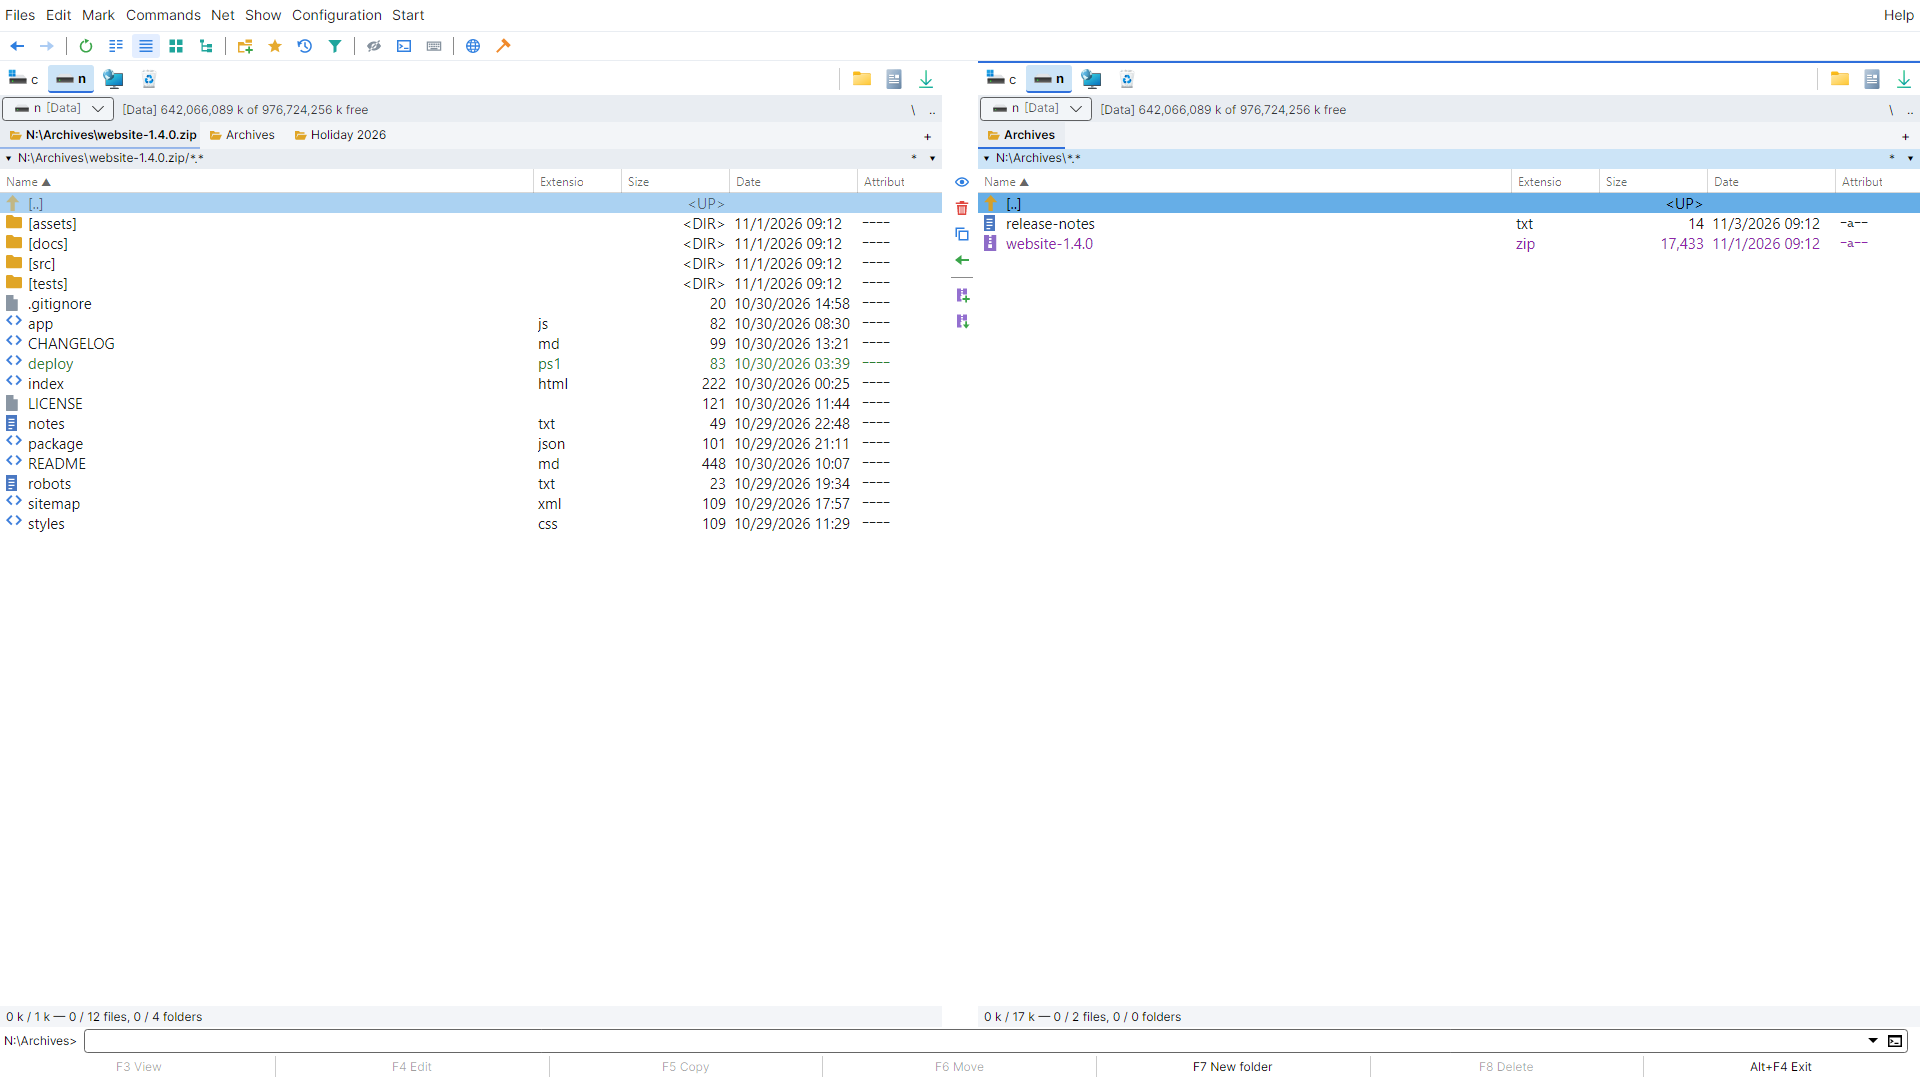 Files Edit Mark Commands Net Show Configuration Start Help
c n c n
n [Data] [Data] 642,066,089 k of 976,724,256 k free \ .. n [Data] [Data] 642,066,089 k of 976,724,256 k free \ ..
N:\Archives\website-1.4.0.zip Archives Holiday 2026 + Archives +
N:\Archives\website-1.4.0.zip/*.* * N:\Archives\*.* *
Name Extensio Size Date Attribut Name Extensio Size Date Attribut
[..] <UP> [..] <UP>
[assets] <DIR> 11/1/2026 09:12 ---- release-notes txt 14 11/3/2026 09:12 -a--
[docs] <DIR> 11/1/2026 09:12 ---- website-1.4.0 zip 17,433 11/1/2026 09:12 -a--
[src] <DIR> 11/1/2026 09:12 ----
[tests] <DIR> 11/1/2026 09:12 ----
.gitignore 20 10/30/2026 14:58 ----
app js 82 10/30/2026 08:30 ----
CHANGELOG md 99 10/30/2026 13:21 ----
deploy ps1 83 10/30/2026 03:39 ----
index html 222 10/30/2026 00:25 ----
LICENSE 121 10/30/2026 11:44 ----
notes txt 49 10/29/2026 22:48 ----
package json 101 10/29/2026 21:11 ----
README md 448 10/30/2026 10:07 ----
robots txt 23 10/29/2026 19:34 ----
sitemap xml 109 10/29/2026 17:57 ----
styles css 109 10/29/2026 11:29 ----
0 k / 1 k — 0 / 12 files, 0 / 4 folders 0 k / 17 k — 0 / 2 files, 0 / 0 folders
N:\Archives>
F3 View F4 Edit F5 Copy F6 Move F7 New folder F8 Delete Alt+F4 Exit